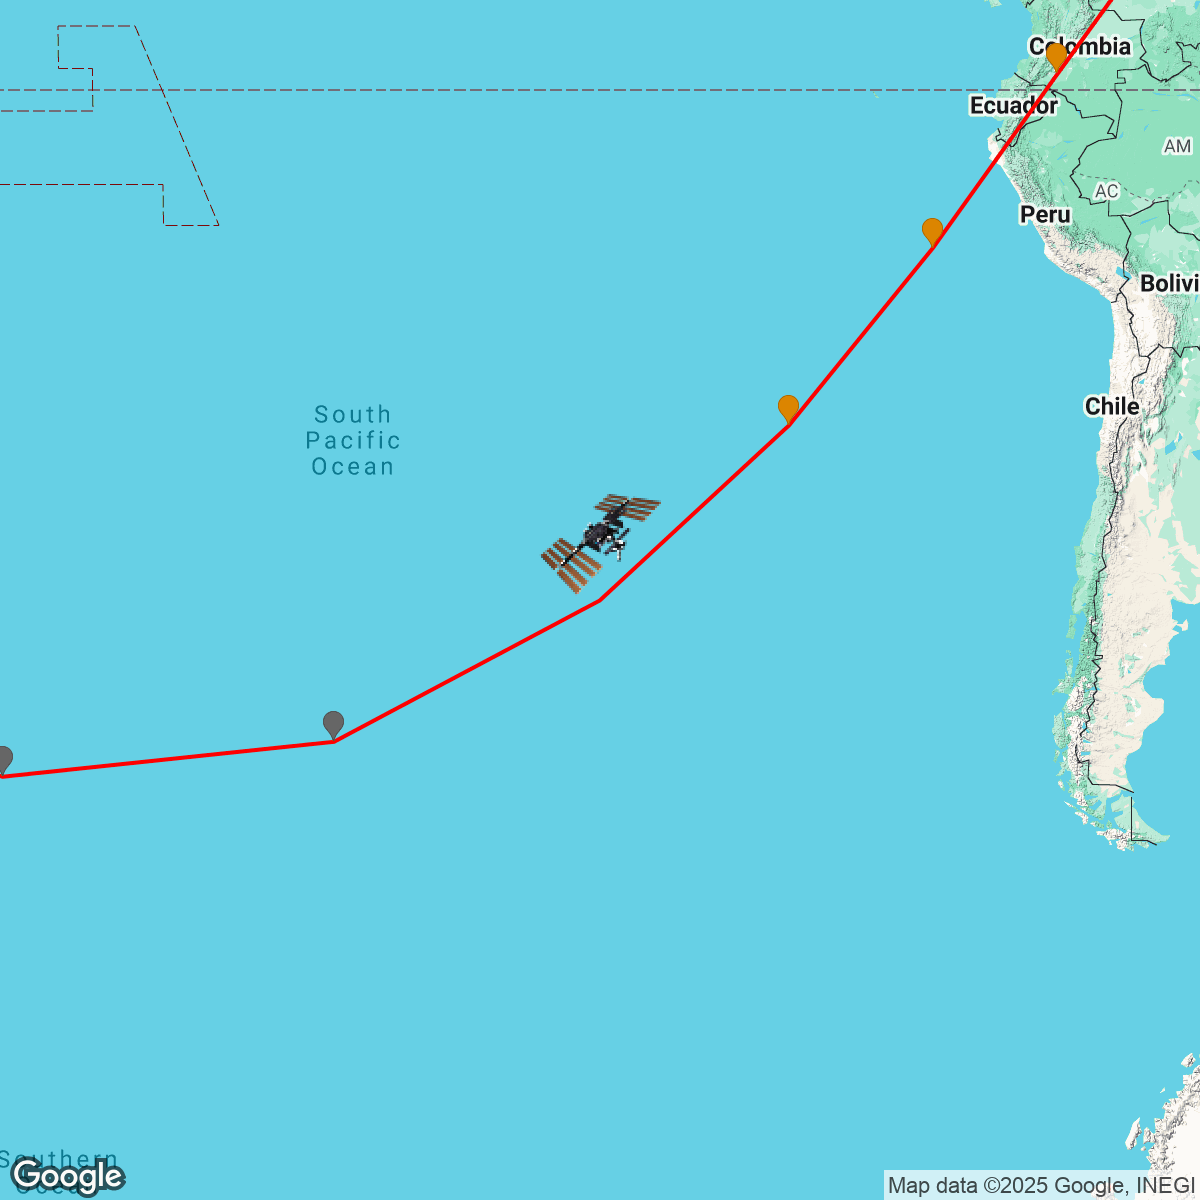 Colombia
Ecuador
AM
AC
Peru
Bolivi
Chile
South
Pacific
Ocean
Southern
Google
Map data ©2025 Google, INEGI